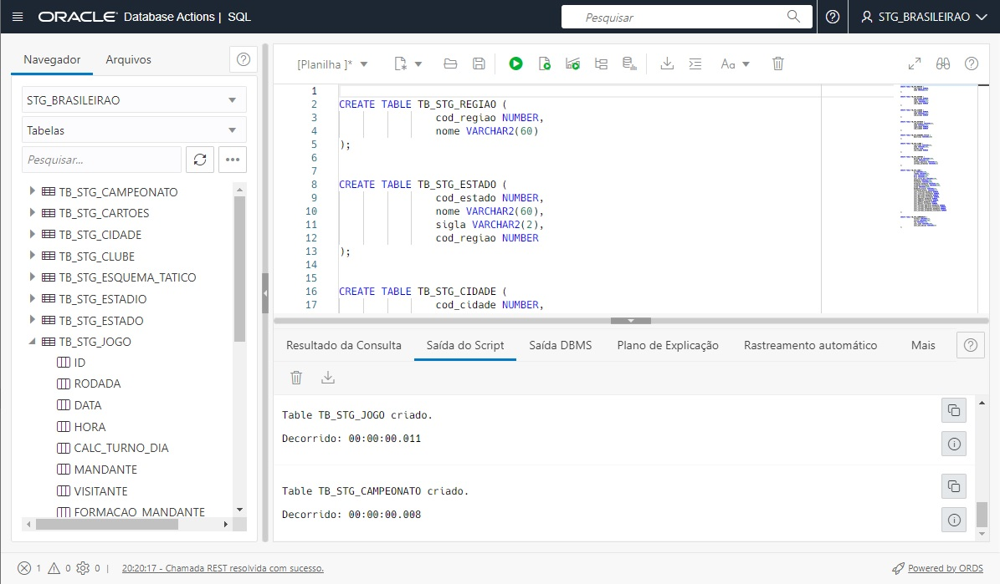 ORACLE Database Actions | SQL
Pesquisar
STG_BRASILEIRAO
Navegador
Arquivos
STG_BRASILEIRAO
Tabelas
Pesquisar...
TB_STG_CAMPEONATO
TB_STG_CARTOES
TB_STG_CIDADE
TB_STG_CLUBE
TB_STG_ESQUEMA_TATICO
TB_STG_ESTADIO
TB_STG_ESTADO
TB_STG_JOGO
ID
RODADA
DATA
HORA
CALC_TURNO_DIA
MANDANTE
VISITANTE
FORMACAO_MANDANTE
[Planilha ]*
Aa
1
2 CREATE TABLE TB_STG_REGIAO (
3 cod_regiao NUMBER,
4 nome VARCHAR2(60)
5 );
6
7
8 CREATE TABLE TB_STG_ESTADO (
9 cod_estado NUMBER,
10 nome VARCHAR2(60),
11 sigla VARCHAR2(2),
12 cod_regiao NUMBER
13 );
14
15
16 CREATE TABLE TB_STG_CIDADE (
17 cod_cidade NUMBER,
Resultado da Consulta
Saída do Script
Saída DBMS
Plano de Explicação
Rastreamento automático
Mais
Table TB_STG_JOGO criado.
Decorrido: 00:00:00.011
Table TB_STG_CAMPEONATO criado.
Decorrido: 00:00:00.008
1 0 0 | 20:20:17 - Chamada REST resolvida com sucesso.
Powered by ORDS